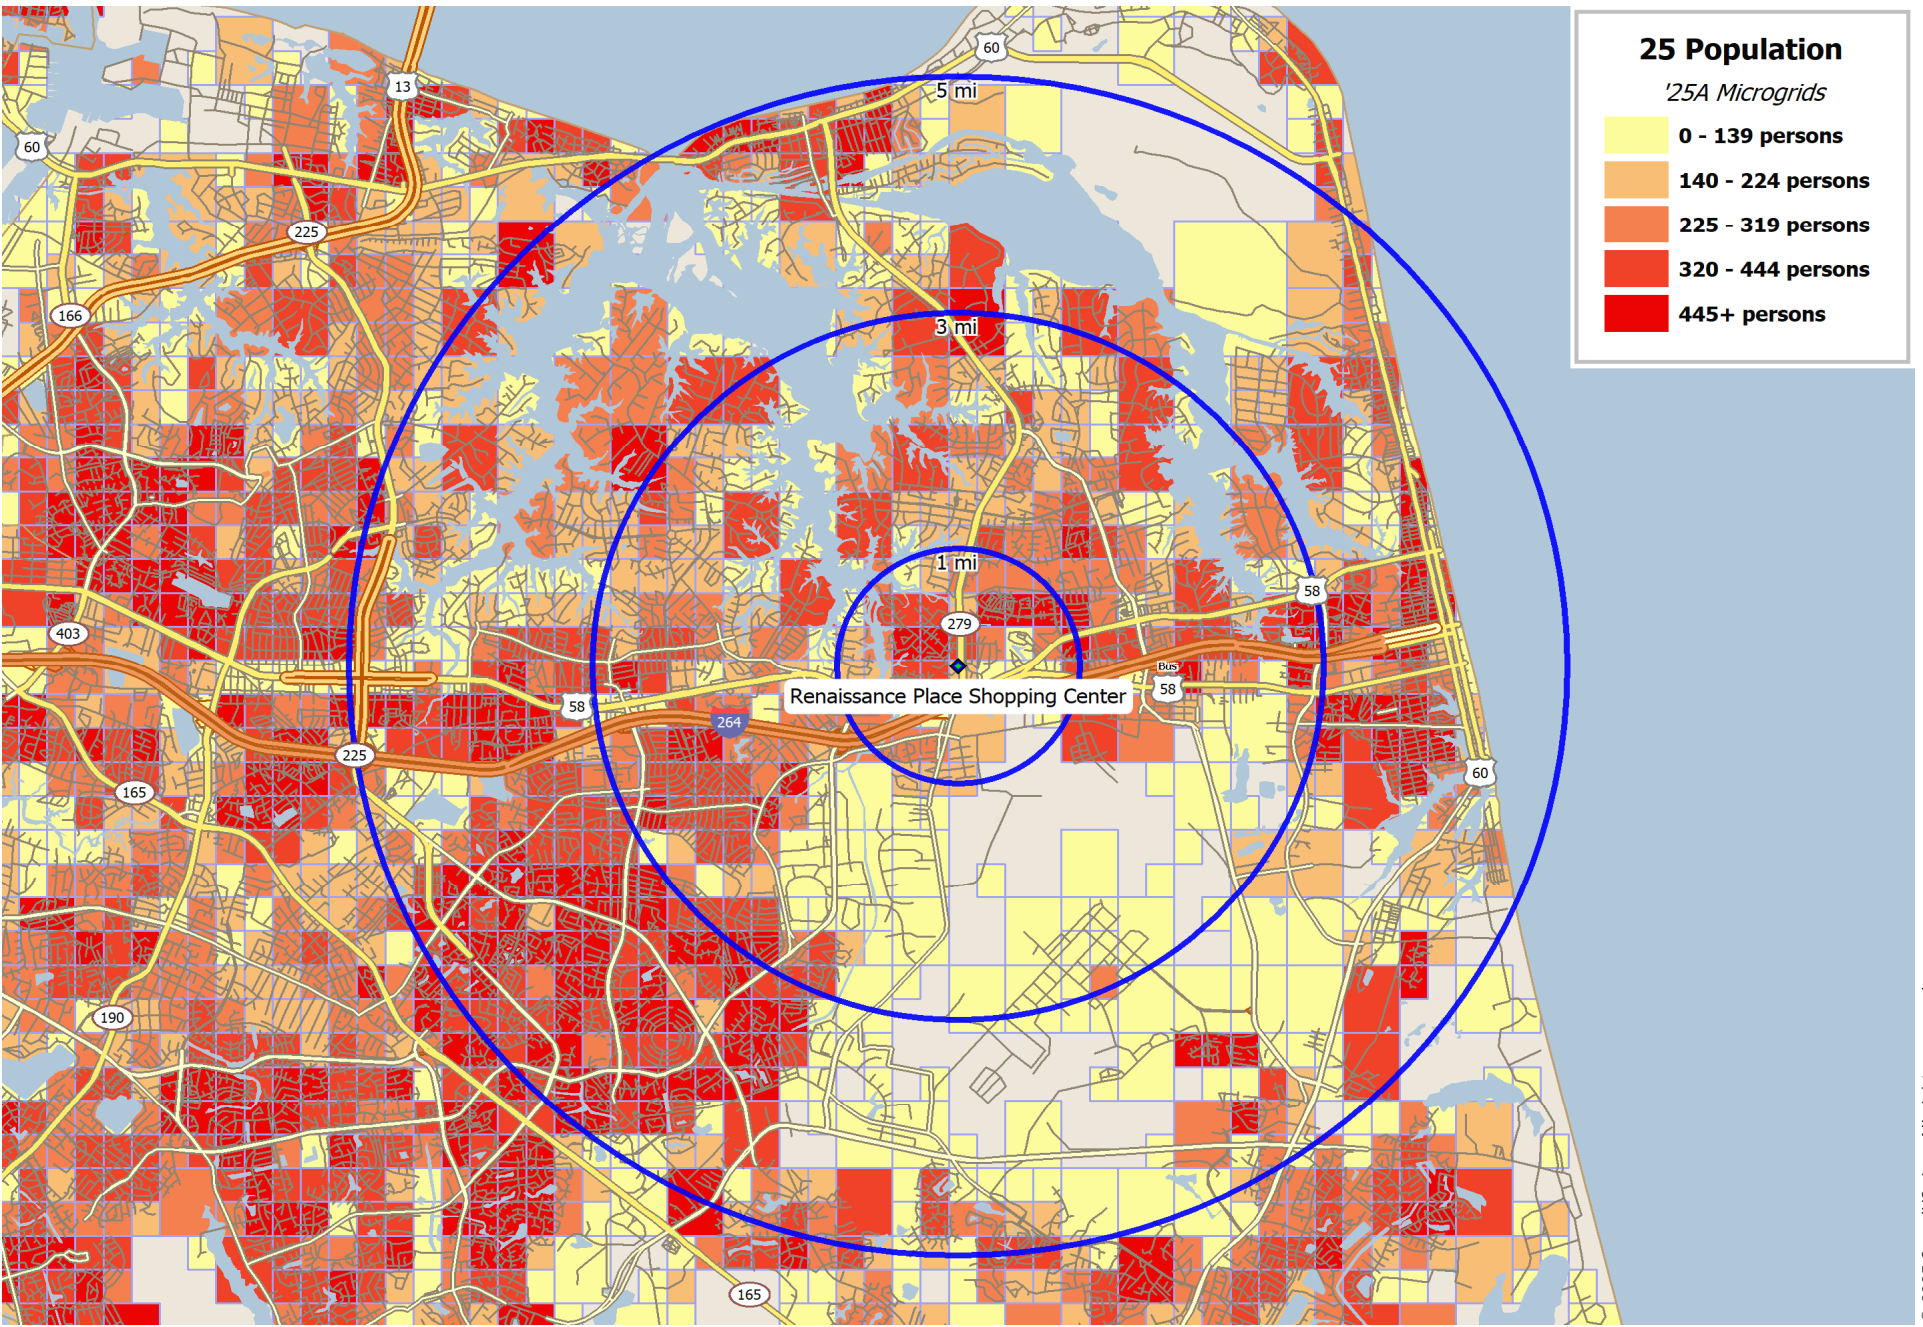 25 Population
'25A Microgrids
0 - 139 persons
140 - 224 persons
225 - 319 persons
320 - 444 persons
445+ persons
60
13
5 mi
60
225
166
3 mi
1 mi
58
279
403
Bus
58
Renaissance Place Shopping Center
58
264
225
60
165
190
165